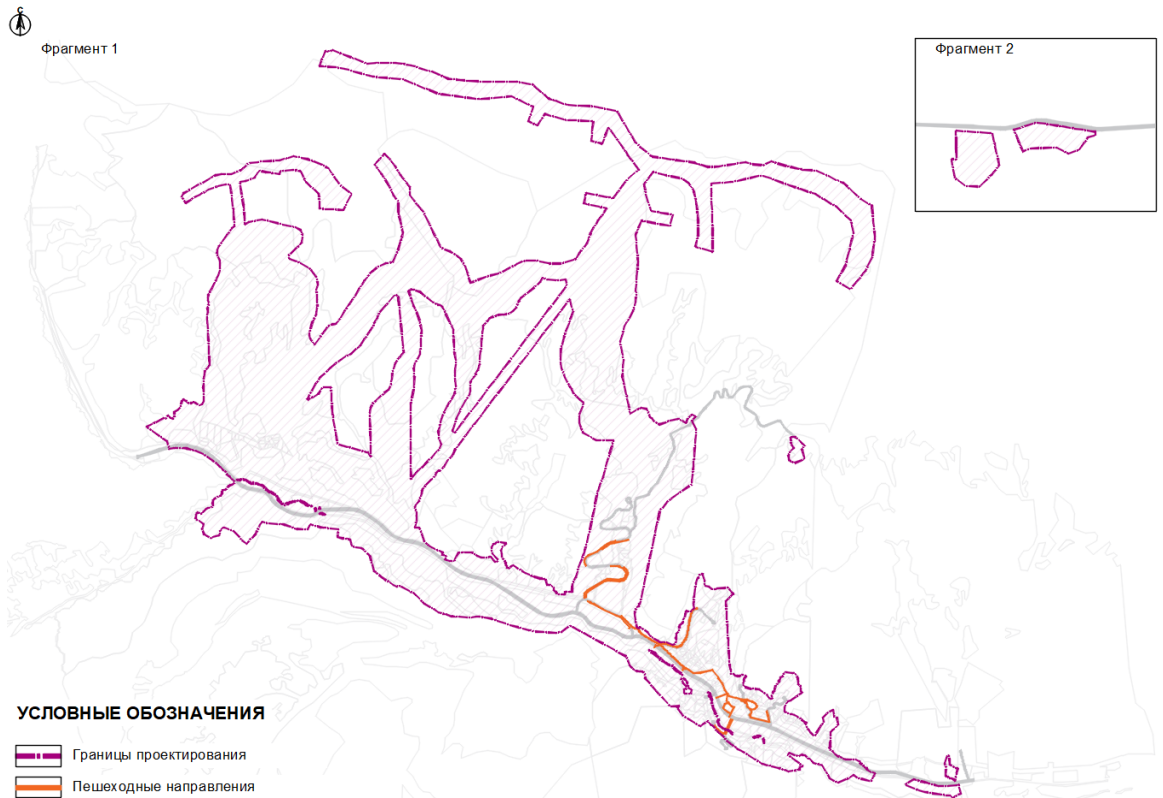 С
Фрагмент 1
Фрагмент 2
УСЛОВНЫЕ ОБОЗНАЧЕНИЯ
Границы проектирования
Пешеходные направления